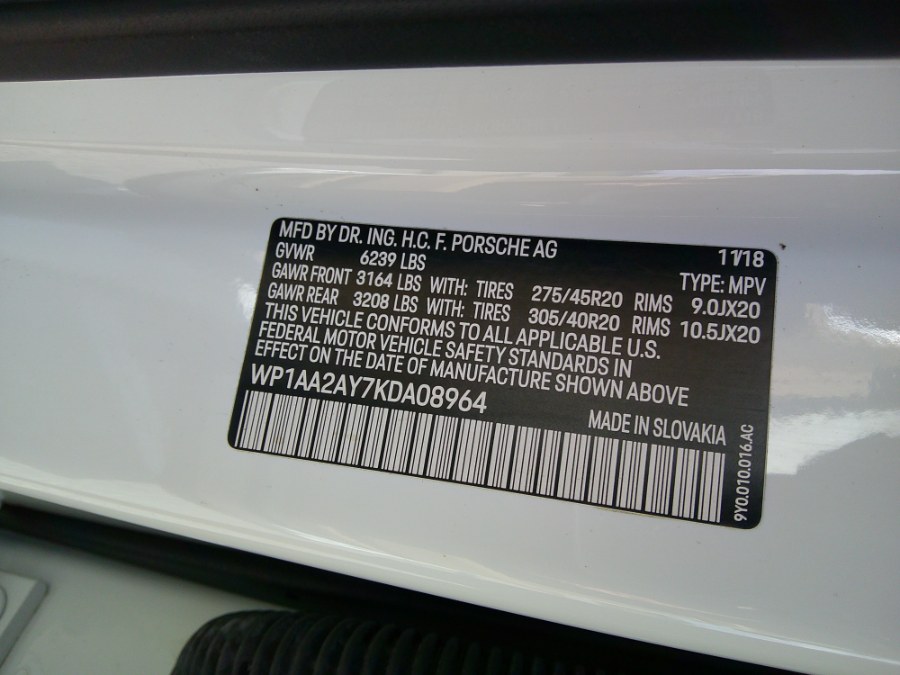 MFD BY DR. ING. H.C. F. PORSCHE AG 11/18
GVWR 6239 LBS TYPE: MPV
GAWR FRONT 3164 LBS WITH: TIRES 275/45R20 RIMS 9.0JX20
GAWR REAR 3208 LBS WITH: TIRES 305/40R20 RIMS 10.5JX20
THIS VEHICLE CONFORMS TO ALL APPLICABLE U.S.
FEDERAL MOTOR VEHICLE SAFETY STANDARDS IN
EFFECT ON THE DATE OF MANUFACTURE SHOWN ABOVE
WP1AA2AY7KDA08964
MADE IN SLOVAKIA
9Y0.010.016.AC